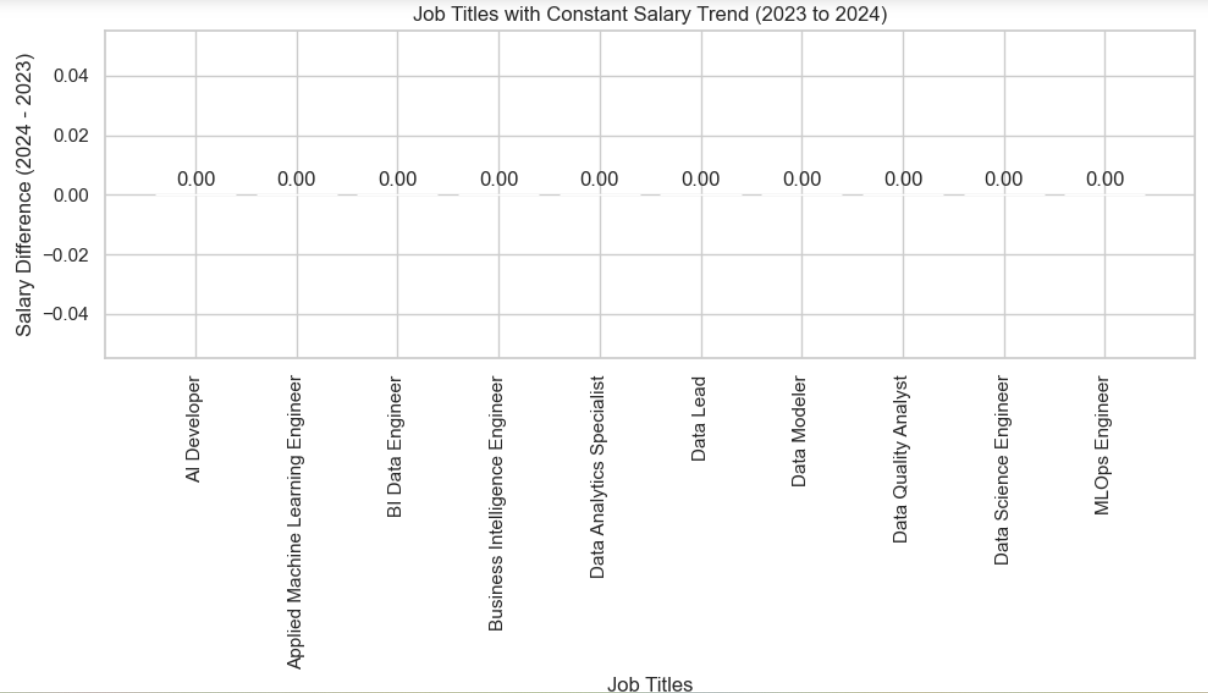 Job Titles with Constant Salary Trend (2023 to 2024)
Salary Difference (2024 - 2023)
0.04
0.02
0.00
−0.02
−0.04
0.00 0.00 0.00 0.00 0.00 0.00 0.00 0.00 0.00 0.00
AI Developer
Applied Machine Learning Engineer
BI Data Engineer
Business Intelligence Engineer
Data Analytics Specialist
Data Lead
Data Modeler
Data Quality Analyst
Data Science Engineer
MLOps Engineer
Job Titles